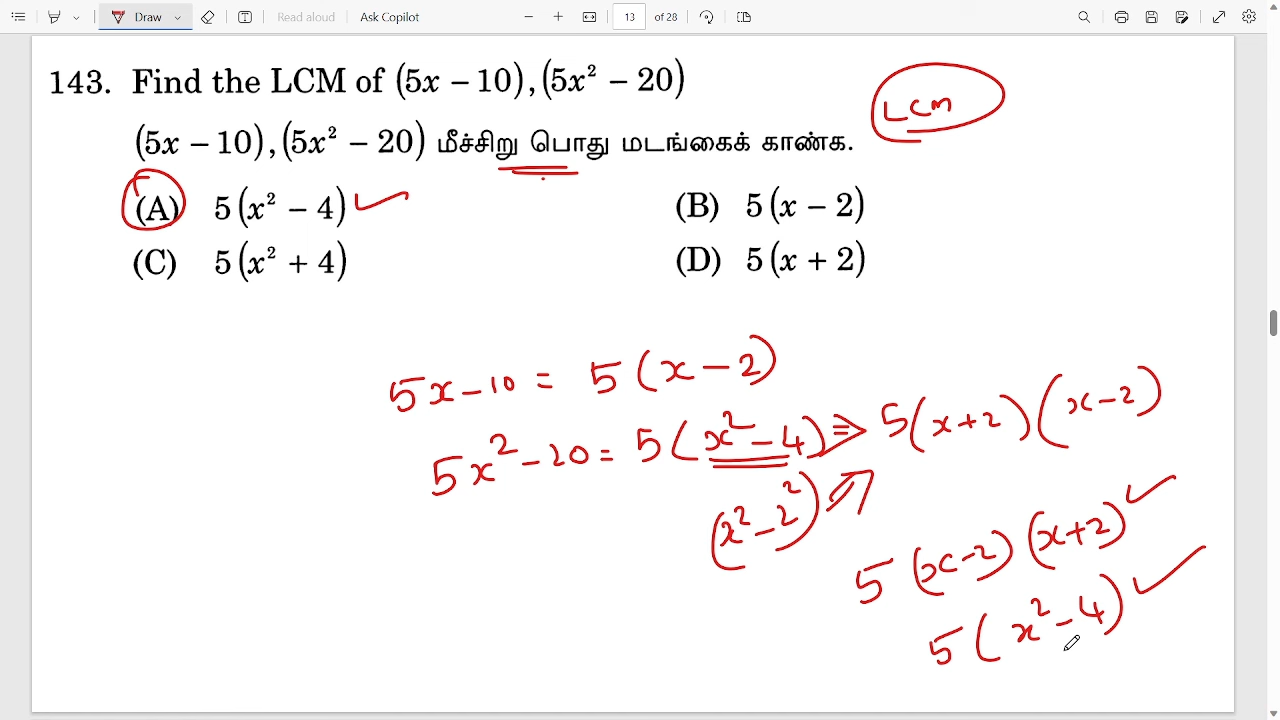 Draw
Read aloud
Ask Copilot
13 of 28
143. Find the LCM of (5x – 10), (5x² – 20)
LCM
(5x – 10), (5x² – 20) மீச்சிறு பொது மடங்கைக் காண்க.
(A) 5(x² – 4)
(B) 5(x – 2)
(C) 5(x² + 4)
(D) 5(x + 2)
5x – 10 = 5(x – 2)
5x² – 20 = 5(x² – 4) ⇒ 5(x+2)(x–2)
(x² – 2²)
5(x–2)(x+2)
5(x² – 4)